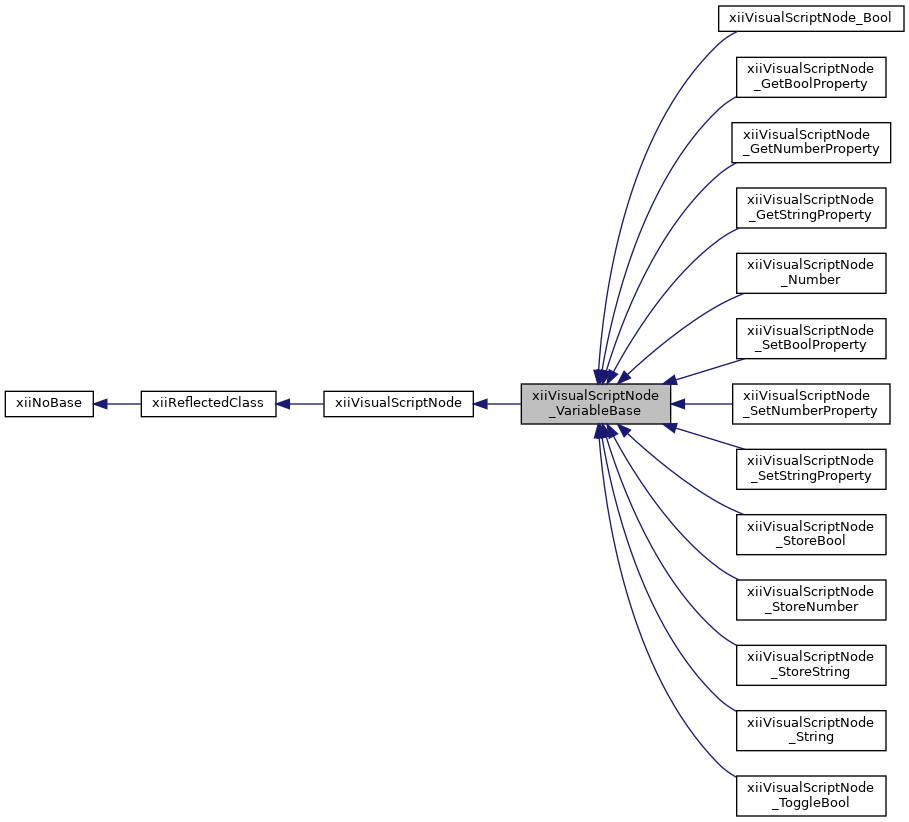 xiiVisualScriptNode_Bool
xiiVisualScriptNode
_GetBoolProperty
xiiVisualScriptNode
_GetNumberProperty
xiiVisualScriptNode
_GetStringProperty
xiiVisualScriptNode
_Number
xiiVisualScriptNode
_SetBoolProperty
xiiNoBase
xiiReflectedClass
xiiVisualScriptNode
xiiVisualScriptNode
_VariableBase
xiiVisualScriptNode
_SetNumberProperty
xiiVisualScriptNode
_SetStringProperty
xiiVisualScriptNode
_StoreBool
xiiVisualScriptNode
_StoreNumber
xiiVisualScriptNode
_StoreString
xiiVisualScriptNode
_String
xiiVisualScriptNode
_ToggleBool